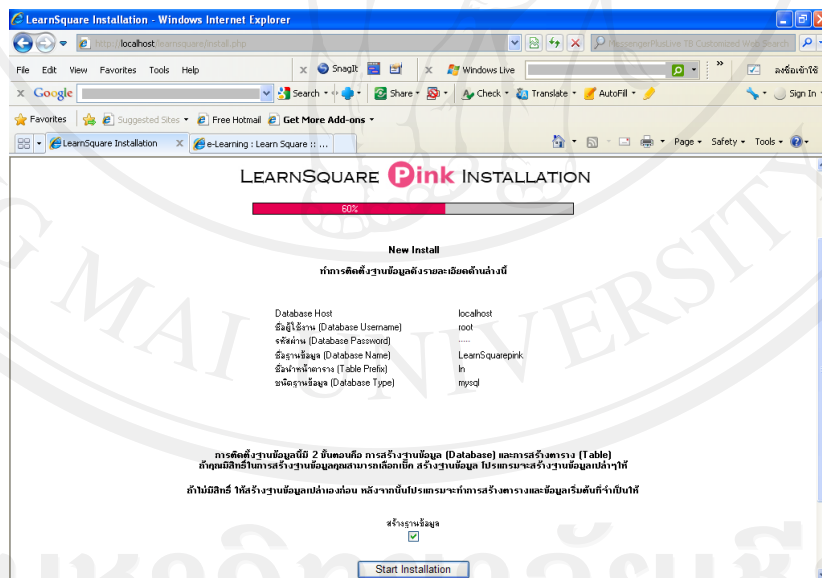 LearnSquare Installation - Windows Internet Explorer
http://localhost/learnsquare/install.php
MessengerPlusLive TB Customized Web Search
File Edit View Favorites Tools Help
x SnagIt
x Windows Live
»
ลงชื่อเข้าใช้
x Google
Search
Share
Check
Translate
AutoFill
Sign In
Favorites
Suggested Sites
Free Hotmail
Get More Add-ons
LearnSquare Installation x
e-Learning : Learn Square :: ...
Page
Safety
Tools
LEARNSQUARE Pink INSTALLATION
60%
New Install
ทำการติดตั้งฐานข้อมูลดังรายละเอียดด้านล่างนี้
Database Host localhost
ชื่อผู้ใช้งาน (Database Username) root
รหัสผ่าน (Database Password) .....
ชื่อฐานข้อมูล (Database Name) LearnSquarepink
ชื่อนำหน้าตาราง (Table Prefix) ln
ชนิดฐานข้อมูล (Database Type) mysql
การติดตั้งฐานข้อมูลนี้มี 2 ขั้นตอนคือ การสร้างฐานข้อมูล (Database) และการสร้างตาราง (Table)
ถ้าคุณมีสิทธิ์ในการสร้างฐานข้อมูลคุณสามารถเลือกเช็ก สร้างฐานข้อมูล โปรแกรมจะสร้างฐานข้อมูลเปล่าๆให้
ถ้าไม่มีสิทธิ์ ให้สร้างฐานข้อมูลเปล่าเองก่อน หลังจากนั้นโปรแกรมจะทำการสร้างตารางและข้อมูลเริ่มต้นที่จำเป็นให้
สร้างฐานข้อมูล
Start Installation
MAI UNIVERSITY